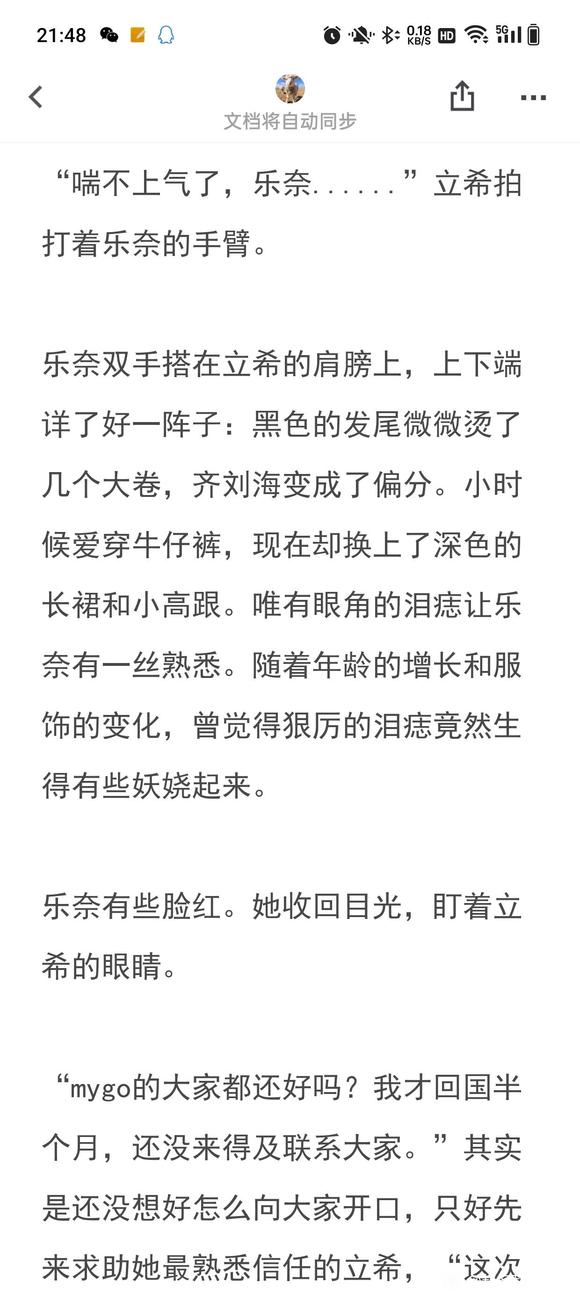 21:48 0.18 KB/S HD 5G
文档将自动同步
“喘不上气了，乐奈......”立希拍
打着乐奈的手臂。
乐奈双手搭在立希的肩膀上，上下端
详了好一阵子：黑色的发尾微微烫了
几个大卷，齐刘海变成了偏分。小时
候爱穿牛仔裤，现在却换上了深色的
长裙和小高跟。唯有眼角的泪痣让乐
奈有一丝熟悉。随着年龄的增长和服
饰的变化，曾觉得狠厉的泪痣竟然生
得有些妖娆起来。
乐奈有些脸红。她收回目光，盯着立
希的眼睛。
“mygo的大家都还好吗？我才回国半
个月，还没来得及联系大家。”其实
是还没想好怎么向大家开口，只好先
来求助她最熟悉信任的立希，“这次